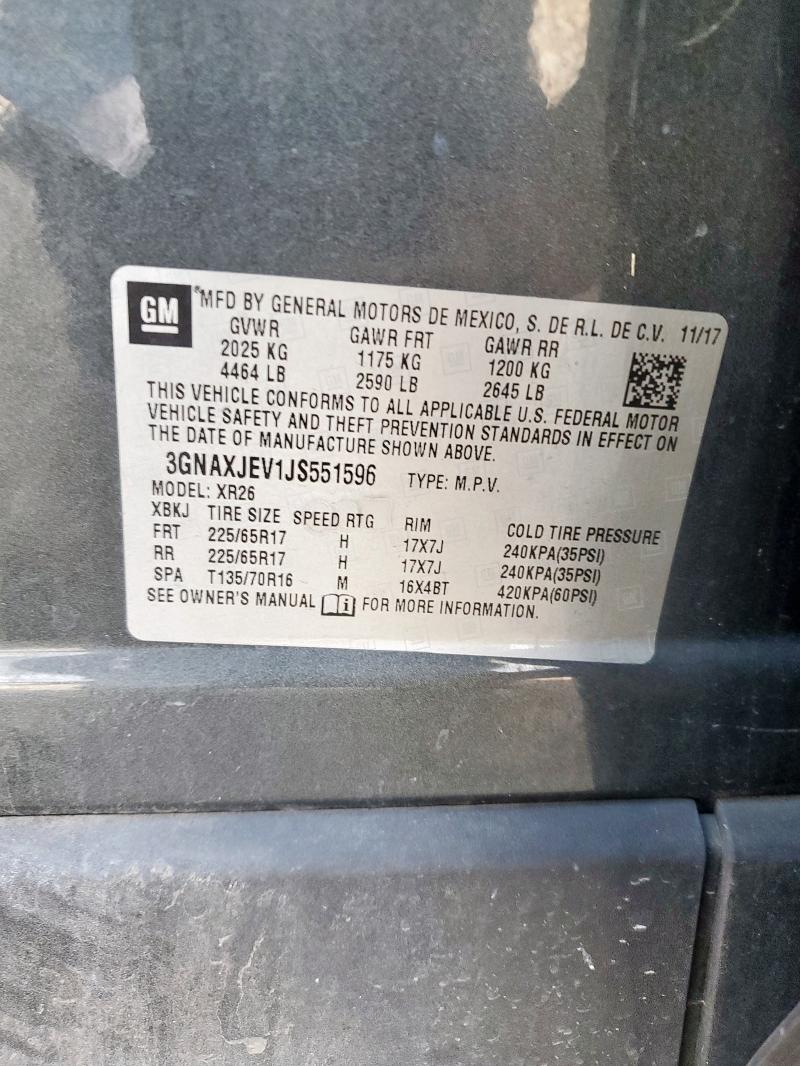 GM ® MFD BY GENERAL MOTORS DE MEXICO, S. DE R.L. DE C.V. 11/17
GVWR GAWR FRT GAWR RR
2025 KG 1175 KG 1200 KG
4464 LB 2590 LB 2645 LB
THIS VEHICLE CONFORMS TO ALL APPLICABLE U.S. FEDERAL MOTOR
VEHICLE SAFETY AND THEFT PREVENTION STANDARDS IN EFFECT ON
THE DATE OF MANUFACTURE SHOWN ABOVE.
3GNAXJEV1JS551596 TYPE: M.P.V.
MODEL: XR26
XBKJ TIRE SIZE SPEED RTG RIM COLD TIRE PRESSURE
FRT 225/65R17 H 17X7J 240KPA(35PSI)
RR 225/65R17 H 17X7J 240KPA(35PSI)
SPA T135/70R16 M 16X4BT 420KPA(60PSI)
SEE OWNER'S MANUAL FOR MORE INFORMATION.